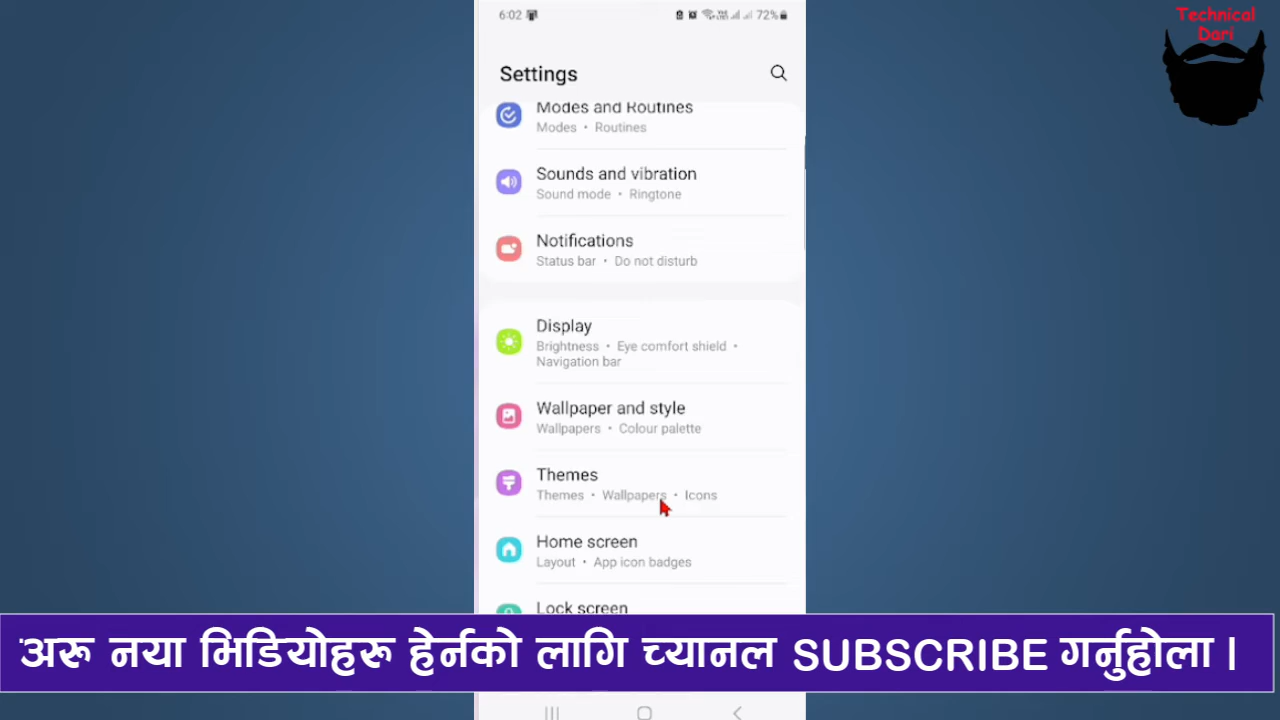 6:02
72%
Technical
Dari
Settings
Modes and Routines
Modes • Routines
Sounds and vibration
Sound mode • Ringtone
Notifications
Status bar • Do not disturb
Display
Brightness • Eye comfort shield •
Navigation bar
Wallpaper and style
Wallpapers • Colour palette
Themes
Themes • Wallpapers • Icons
Home screen
Layout • App icon badges
Lock screen
अरू नया भिडियोहरू हेर्नको लागि च्यानल SUBSCRIBE गर्नुहोला ।